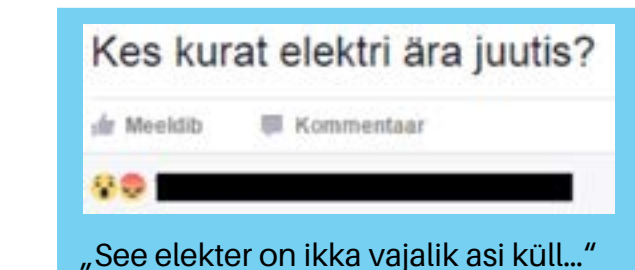 Kes kurat elektri ära juutis?
Meeldib Kommentaar
„See elekter on ikka vajalik asi küll...“